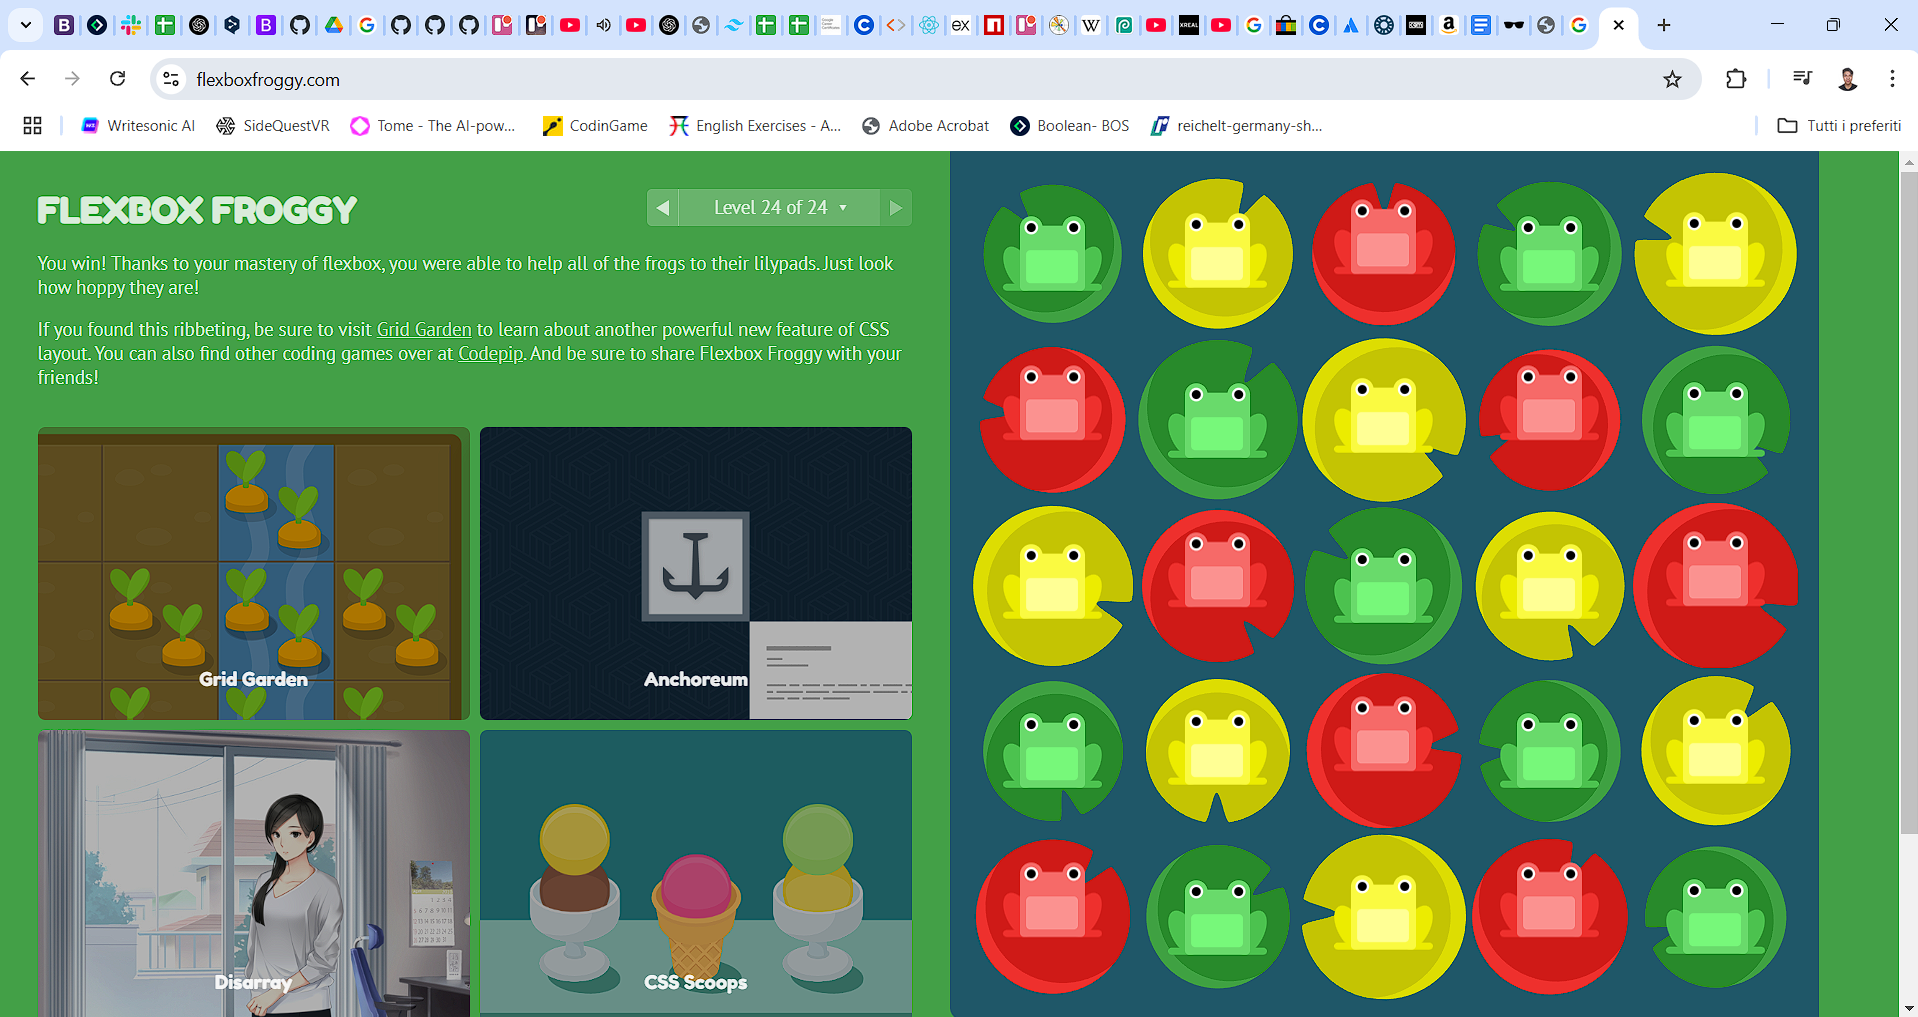 flexboxfroggy.com
Writesonic AI
SideQuestVR
Tome - The AI-pow...
CodinGame
English Exercises - A...
Adobe Acrobat
Boolean- BOS
reichelt-germany-sh...
Tutti i preferiti
FLEXBOX FROGGY
Level 24 of 24
You win! Thanks to your mastery of flexbox, you were able to help all of the frogs to their lilypads. Just look
how hoppy they are!
If you found this ribbeting, be sure to visit Grid Garden to learn about another powerful new feature of CSS
layout. You can also find other coding games over at Codepip. And be sure to share Flexbox Froggy with your
friends!
Grid Garden
Anchoreum
Disarray
CSS Scoops